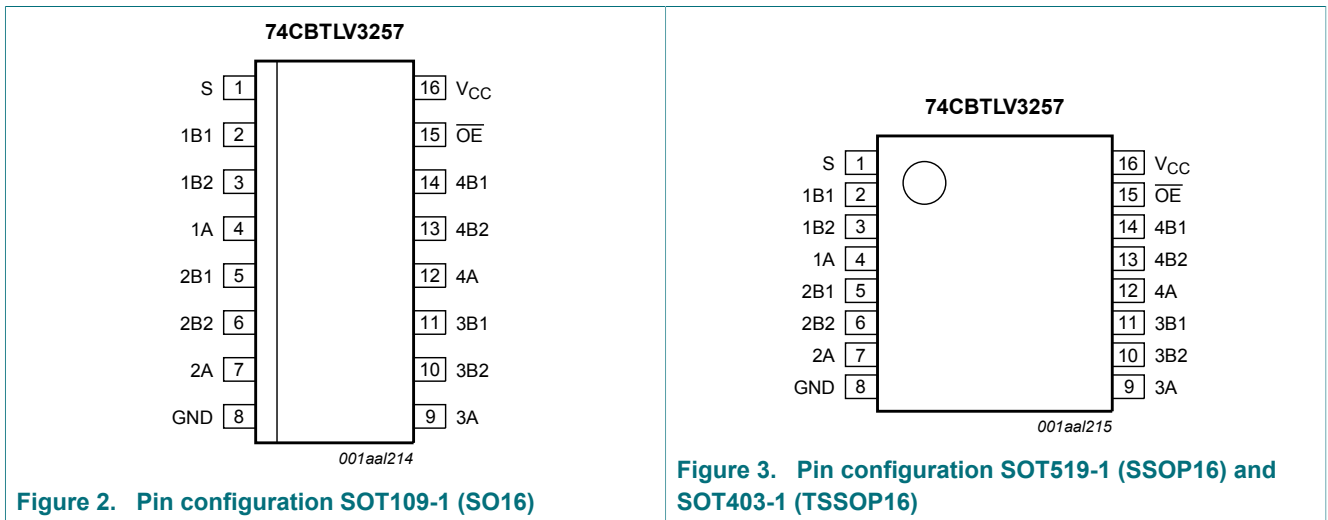 74CBTLV3257
S 1 16 VCC
1B1 2 15 OE
1B2 3 14 4B1
1A 4 13 4B2
2B1 5 12 4A
2B2 6 11 3B1
2A 7 10 3B2
GND 8 9 3A
001aal214
Figure 2. Pin configuration SOT109-1 (SO16)
74CBTLV3257
S 1 16 VCC
1B1 2 15 OE
1B2 3 14 4B1
1A 4 13 4B2
2B1 5 12 4A
2B2 6 11 3B1
2A 7 10 3B2
GND 8 9 3A
001aal215
Figure 3. Pin configuration SOT519-1 (SSOP16) and
SOT403-1 (TSSOP16)